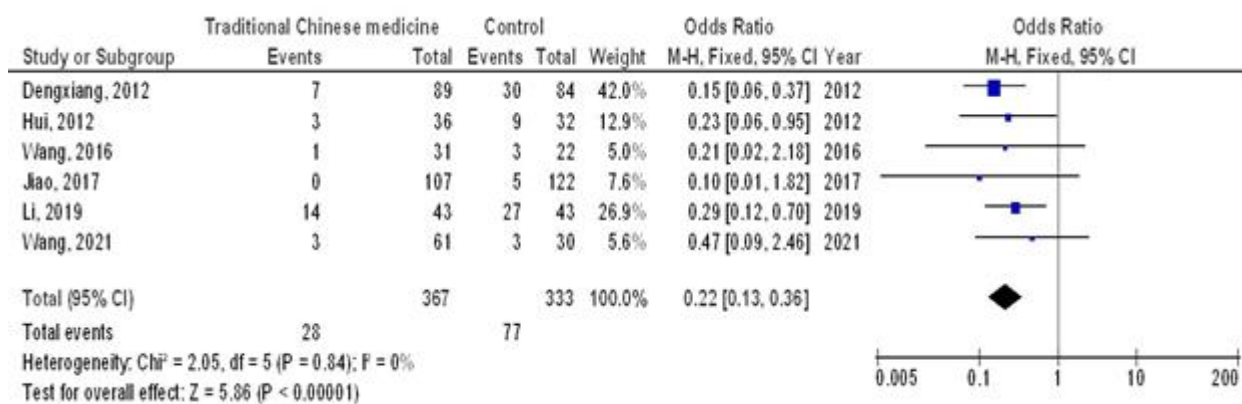 Traditional Chinese medicine Control Odds Ratio Odds Ratio
Study or Subgroup Events Total Events Total Weight M-H, Fixed, 95% CI Year M-H, Fixed, 95% CI
Dengxiang, 2012 7 89 30 84 42.0% 0.15 [0.06, 0.37] 2012
Hui, 2012 3 36 9 32 12.9% 0.23 [0.06, 0.95] 2012
Wang, 2016 1 31 3 22 5.0% 0.21 [0.02, 2.18] 2016
Jiao, 2017 0 107 5 122 7.6% 0.10 [0.01, 1.82] 2017
Li, 2019 14 43 27 43 26.9% 0.29 [0.12, 0.70] 2019
Wang, 2021 3 61 3 30 5.6% 0.47 [0.09, 2.46] 2021
Total (95% CI) 367 333 100.0% 0.22 [0.13, 0.36]
Total events 28 77
Heterogeneity: Chi² = 2.05, df = 5 (P = 0.84); I² = 0%
Test for overall effect: Z = 5.86 (P < 0.00001)
0.005 0.1 1 10 200